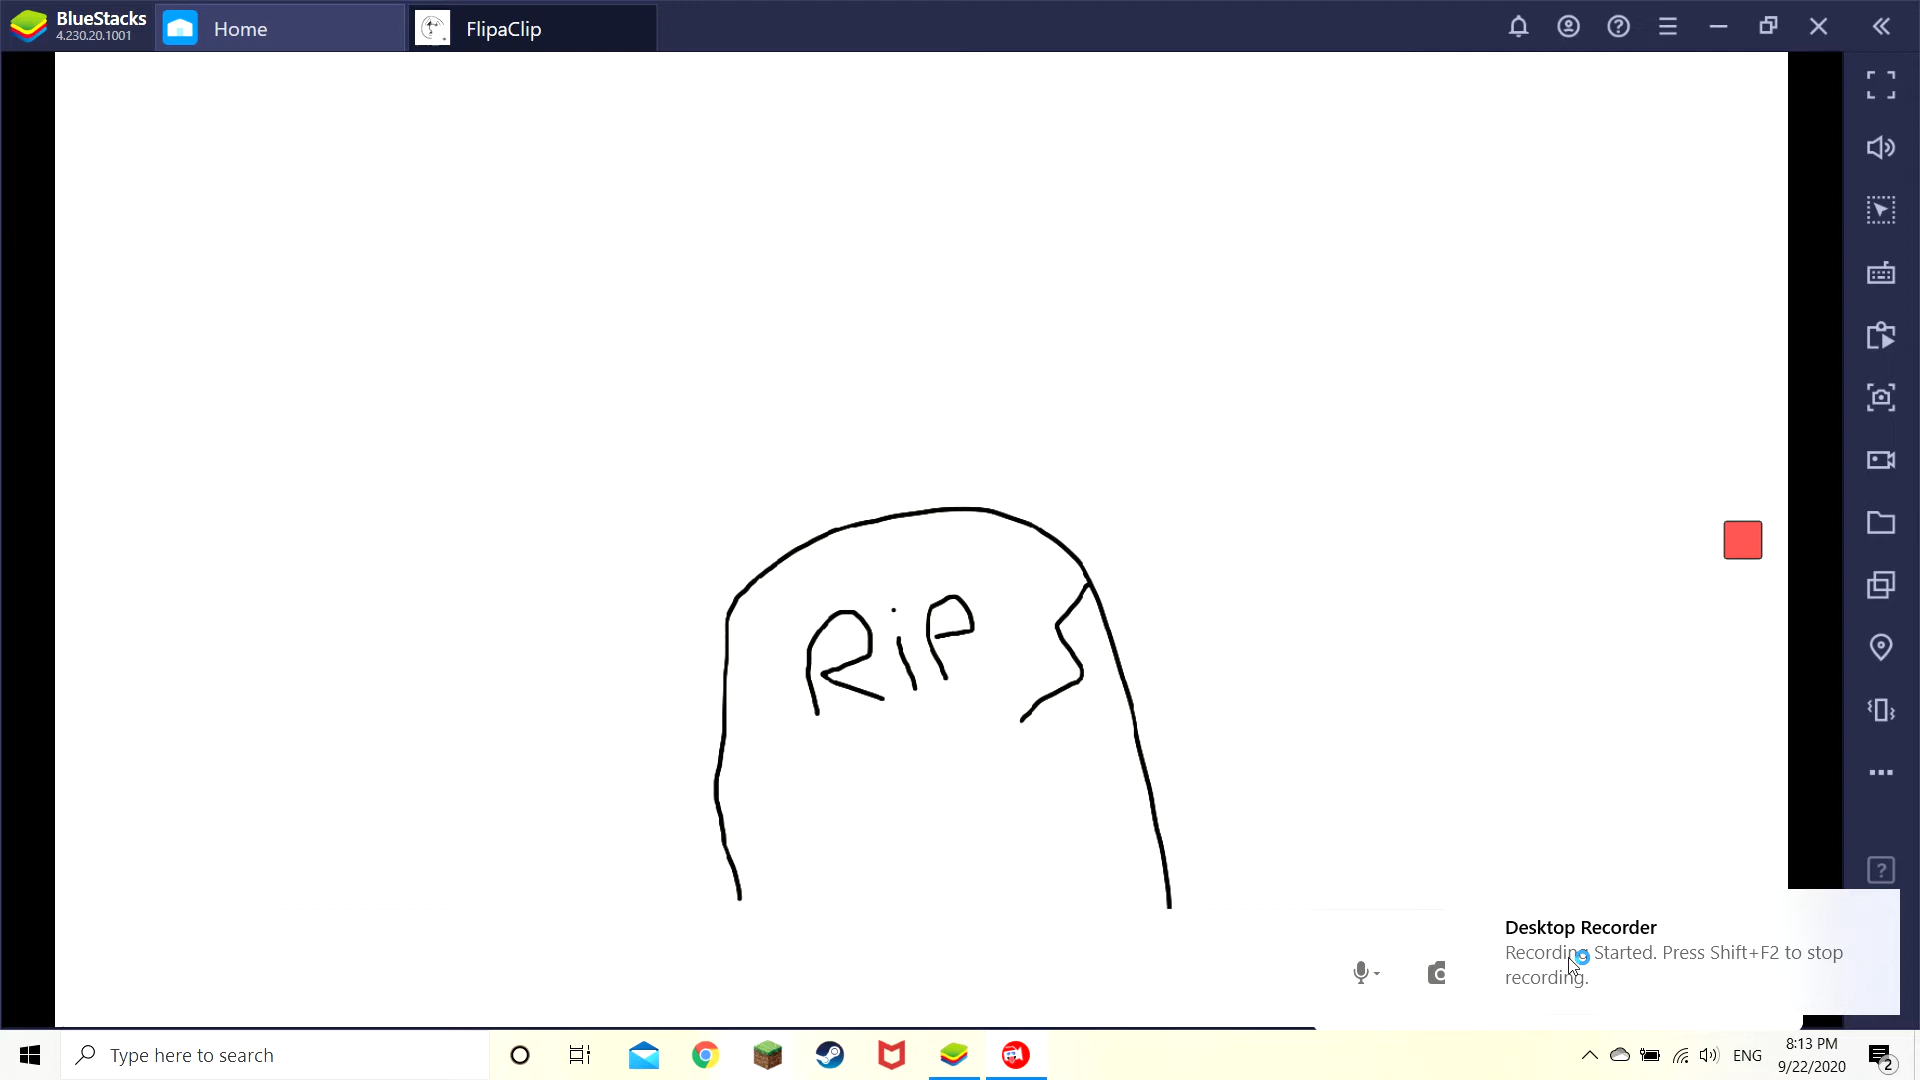 BlueStacks
4.230.20.1001
Home
FlipaClip
RiP
Desktop Recorder
Recording Started. Press Shift+F2 to stop
recording.
Type here to search
ENG
8:13 PM
9/22/2020
2